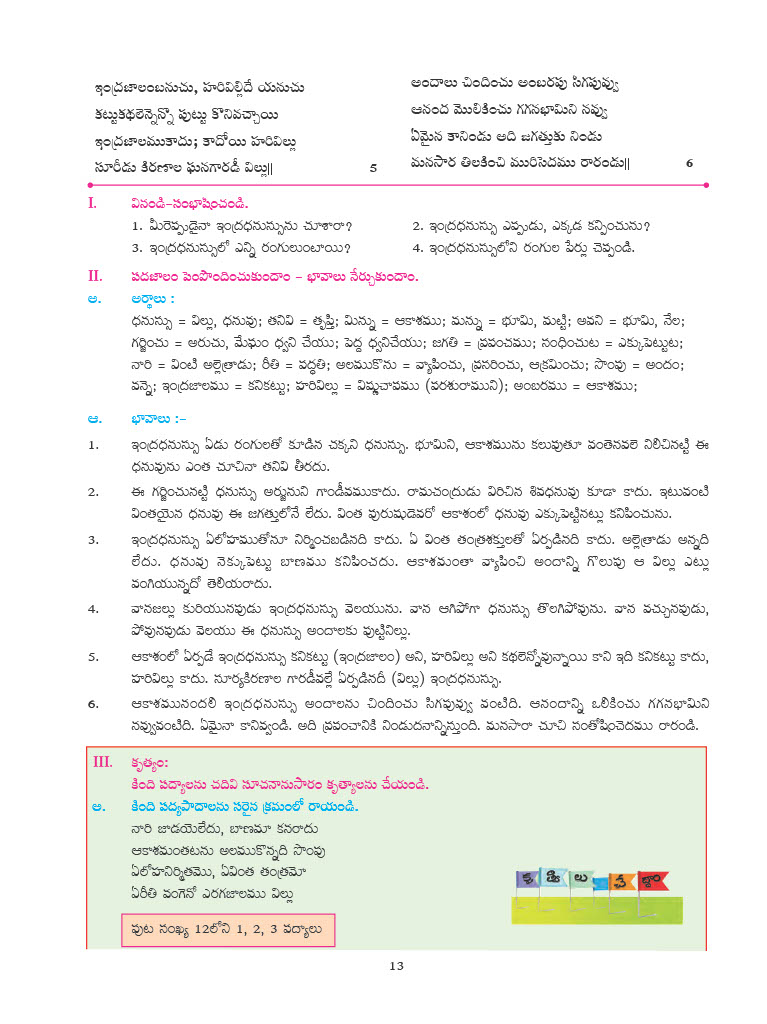 ఇంద్రజాలంబనుచు, హరివిల్లిదే యనుచు
కట్టుకథలెన్నెన్నొ పుట్టు కొనివచ్చాయి
ఇంద్రజాలముకాదు; కాదోయి హరివిల్లు
సూరీడు కిరణాల ఘనగారడీ విల్లు|| 5
అందాలు చిందించు అంబరపు సిగపువ్వు
ఆనంద మొలికించు గగనభామిని నవ్వు
ఏమైన కానిండు అది జగత్తుకు నిండు
మనసార తిలకించి మురిసెదము రారండు|| 6
I. వినండి-సంభాషించండి.
1. మీరెప్పుడైనా ఇంద్రధనుస్సును చూశారా? 2. ఇంద్రధనుస్సు ఎప్పుడు, ఎక్కడ కన్పించును?
3. ఇంద్రధనుస్సులో ఎన్ని రంగులుంటాయి? 4. ఇంద్రధనుస్సులోని రంగుల పేర్లు చెప్పండి.
II. పదజాలం పెంపొందించుకుందాం - భావాలు నేర్చుకుందాం.
అ. అర్థాలు :
ధనుస్సు = విల్లు, ధనువు; తనివి = తృప్తి; మిన్ను = ఆకాశము; మన్ను = భూమి, మట్టి; అవని = భూమి, నేల;
గర్జించు = అరుచు, మేఘం ధ్వని చేయు; పెద్ద ధ్వనిచేయు; జగతి = ప్రపంచము; సంధించుట = ఎక్కుపెట్టుట;
నారి = వింటి అల్లెత్రాడు; రీతి = పద్ధతి; అలముకొను = వ్యాపించు, ప్రసరించు, ఆక్రమించు; సొంపు = అందం;
వన్నె; ఇంద్రజాలము = కనికట్టు; హరివిల్లు = విష్ణుచాపము (పరశురాముని); అంబరము = ఆకాశము;
ఆ. భావాలు :-
1. ఇంద్రధనుస్సు ఏడు రంగులతో కూడిన చక్కని ధనుస్సు. భూమిని, ఆకాశమును కలుపుతూ వంతెనవలె నిలిచినట్టి ఈ
ధనువును ఎంత చూచినా తనివి తీరదు.
2. ఈ గర్జించునట్టి ధనుస్సు అర్జునుని గాండీవముకాదు. రామచంద్రుడు విరిచిన శివధనువు కూడా కాదు. ఇటువంటి
వింతయైన ధనువు ఈ జగత్తులోనే లేదు. వింత పురుషుడెవరో ఆకాశంలో ధనువు ఎక్కుపెట్టినట్లు కనిపించును.
3. ఇంద్రధనుస్సు ఏలోహముతోనూ నిర్మించబడినది కాదు. ఏ వింత తంత్రశక్తులతో ఏర్పడినది కాదు. అల్లెత్రాడు అన్నది
లేదు. ధనువు నెక్కుపెట్టు బాణము కనిపించదు. ఆకాశమంతా వ్యాపించి అందాన్ని గొలుపు ఆ విల్లు ఎట్లు
వంగియున్నదో తెలియరాదు.
4. వానజల్లు కురియునపుడు ఇంద్రధనుస్సు వెలయును. వాన ఆగిపోగా ధనుస్సు తొలగిపోవును. వాన వచ్చునపుడు,
పోవునపుడు వెలయు ఈ ధనుస్సు అందాలకు పుట్టినిల్లు.
5. ఆకాశంలో ఏర్పడే ఇంద్రధనుస్సు కనికట్టు (ఇంద్రజాలం) అని, హరివిల్లు అని కథలెన్నోవున్నాయి కాని ఇది కనికట్టు కాదు,
హరివిల్లు కాదు. సూర్యకిరణాల గారడీవల్లే ఏర్పడినదీ (విల్లు) ఇంద్రధనుస్సు.
6. ఆకాశమునందలి ఇంద్రధనుస్సు అందాలను చిందించు సిగపువ్వు వంటిది. ఆనందాన్ని ఒలికించు గగనభామిని
నవ్వువంటిది. ఏమైనా కానివ్వండి. అది ప్రపంచానికి నిండుదనాన్నిస్తుంది. మనసారా చూచి సంతోషించెదము రారండి.
III. కృత్యం:
కింది పద్యాలను చదివి సూచనానుసారం కృత్యాలను చేయండి.
అ. కింది పద్యపాదాలను సరైన క్రమంలో రాయండి.
నారి జాడయెలేదు, బాణమా కనరాదు
ఆకాశమంతటను అలముకొన్నది సొంపు
ఏలోహనిర్మితమొ, ఏవింత తంత్రమో
ఏరీతి వంగెనో ఎరగజాలము విల్లు
కృత్యాలు చేద్దాం
పుట సంఖ్య 12లోని 1, 2, 3 పద్యాలు
13